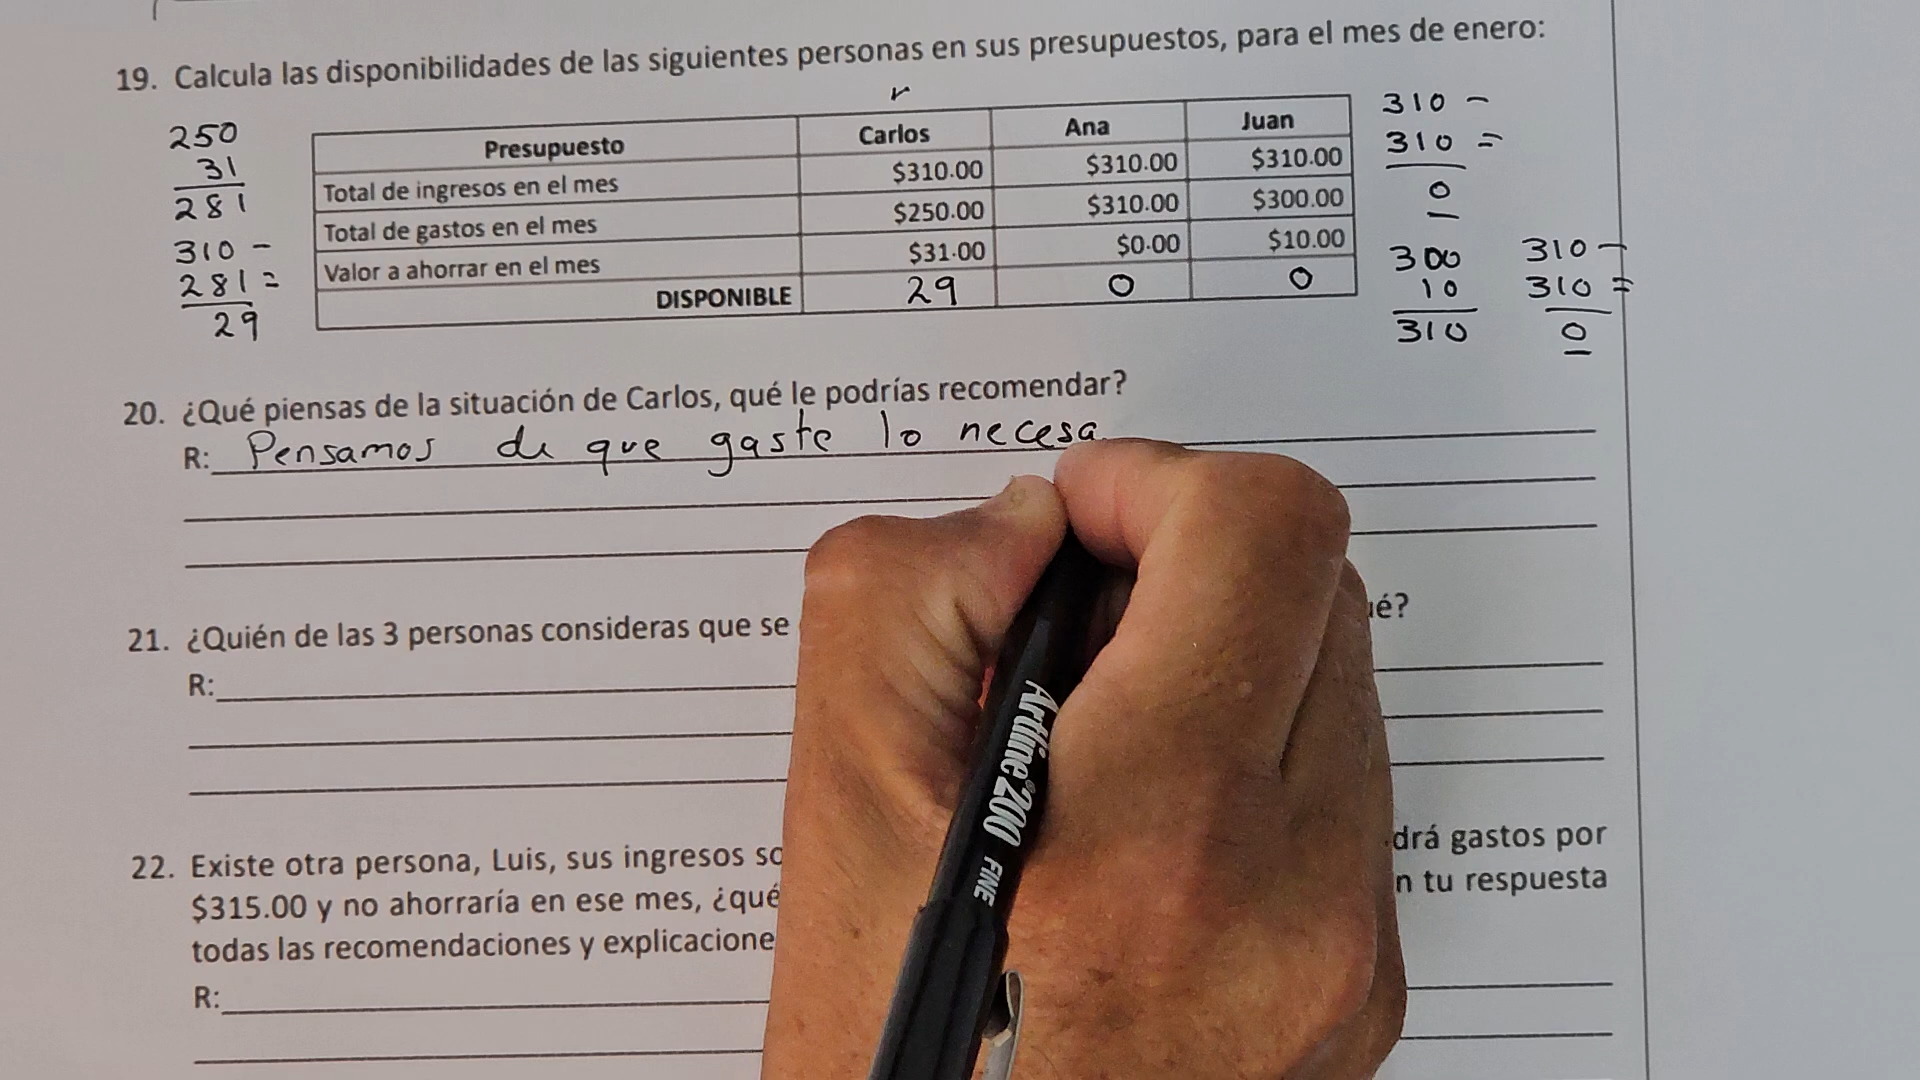 19. Calcula las disponibilidades de las siguientes personas en sus presupuestos, para el mes de enero:
250
31
281
310 -
281 =
29
Presupuesto Carlos Ana Juan
Total de ingresos en el mes $310.00 $310.00 $310.00
Total de gastos en el mes $250.00 $310.00 $300.00
Valor a ahorrar en el mes $31.00 $0.00 $10.00
DISPONIBLE 29 0 0
310 -
310 =
0
300
10
310
310 -
310 =
0
20. ¿Qué piensas de la situación de Carlos, qué le podrías recomendar?
R: Pensamos de que gaste lo necesa
21. ¿Quién de las 3 personas consideras que se
R:
22. Existe otra persona, Luis, sus ingresos gastos por
$315.00 y no ahorraría en ese mes, ¿qué tu respuesta
todas las recomendaciones y
R:
Artline 200 FINE